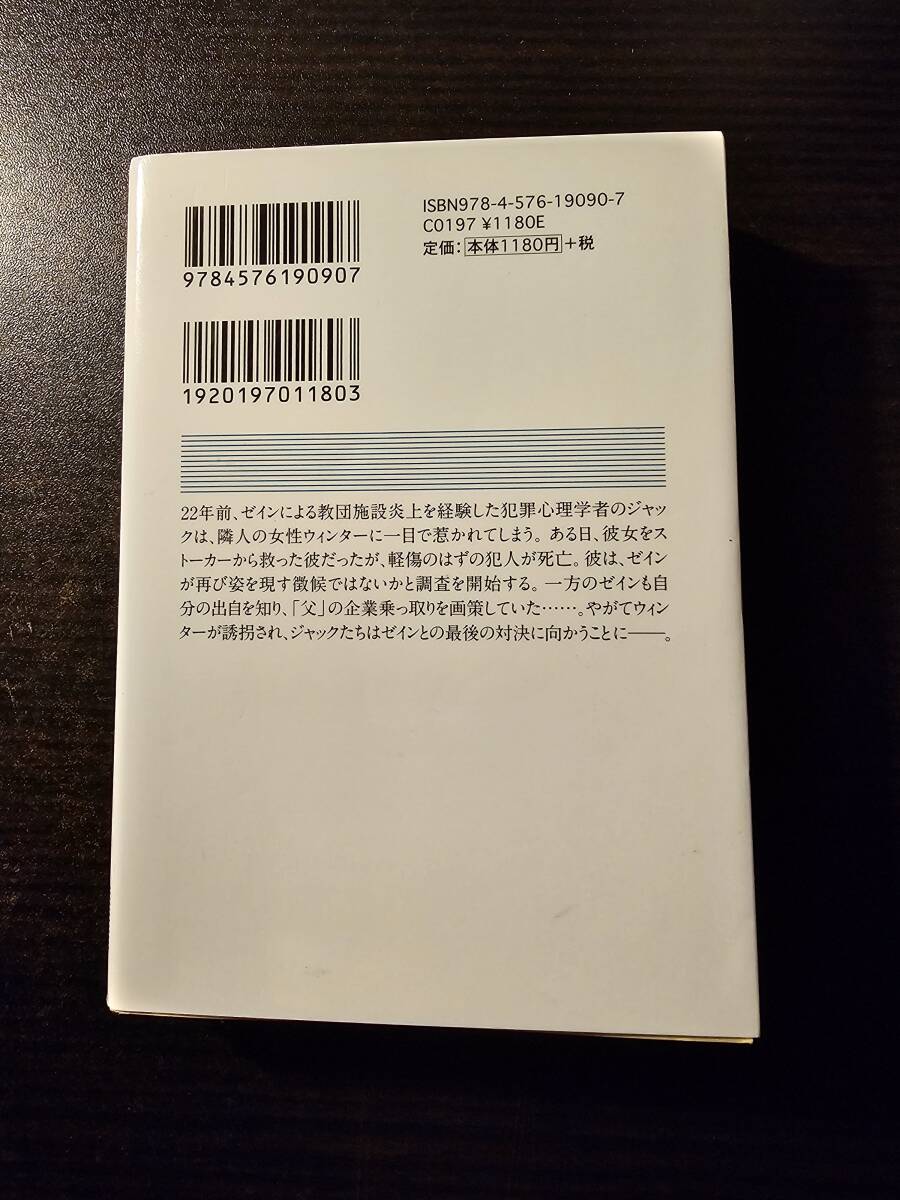 ISBN978-4-576-19090-7
C0197 ¥1180E
定価:本体1180円+税
9784576190907
1920197011803
22年前、ゼインによる教団施設炎上を経験した犯罪心理学者のジャッ
クは、隣人の女性ウィンターに一目で惹かれてしまう。ある日、彼女をス
トーカーから救った彼だったが、軽傷のはずの犯人が死亡。彼は、ゼイン
が再び姿を現す徴候ではないかと調査を開始する。一方のゼインも自
分の出自を知り、「父」の企業乗っ取りを画策していた……。やがてウィン
ターが誘拐され、ジャックたちはゼインとの最後の対決に向かうことに――。